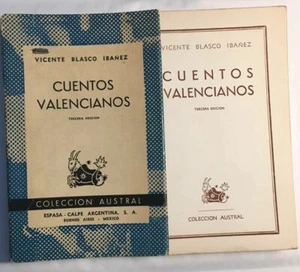 VICENTE BLASCO IBAÑEZ
CUENTOS
VALENCIANOS
TERCERA EDICION
COLECCION AUSTRAL
ESPASA - CALPE ARGENTINA, S. A.
BUENOS AIRES - MEXICO
VICENTE BLASCO IBAÑEZ
CUENTOS
VALENCIANOS
TERCERA EDICION
COLECCION AUSTRAL